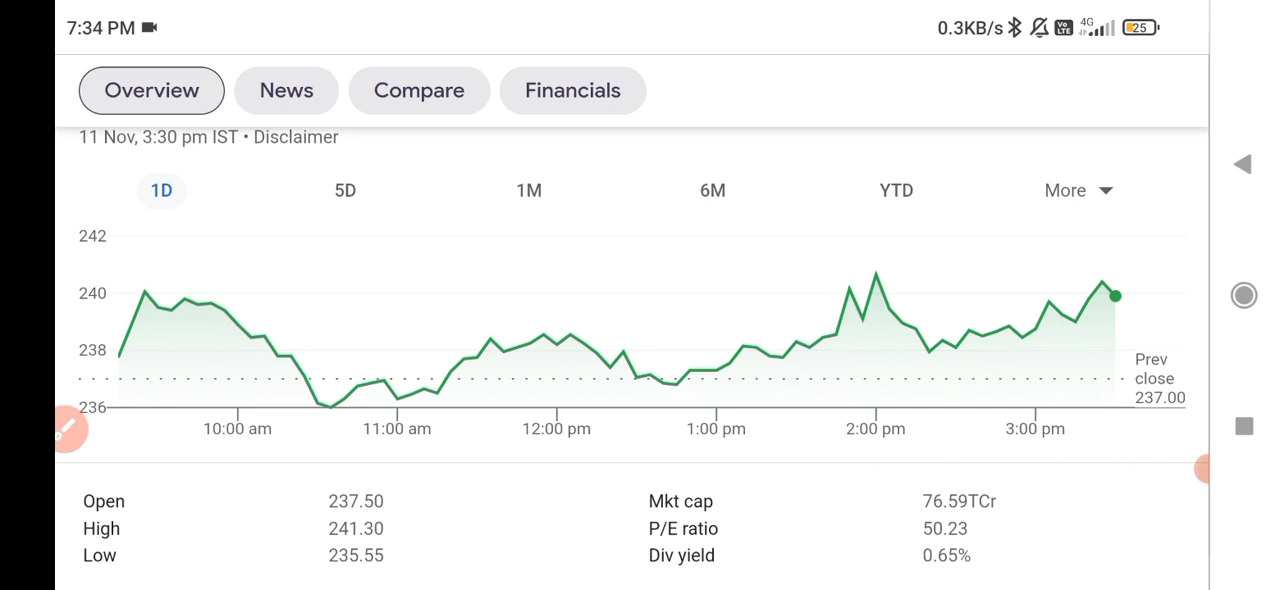 7:34 PM 0.3KB/s Vo LTE 4G 25
Overview News Compare Financials
11 Nov, 3:30 pm IST • Disclaimer
1D 5D 1M 6M YTD More
242
240
238
236
Prev
close
237.00
10:00 am 11:00 am 12:00 pm 1:00 pm 2:00 pm 3:00 pm
Open 237.50 Mkt cap 76.59TCr
High 241.30 P/E ratio 50.23
Low 235.55 Div yield 0.65%